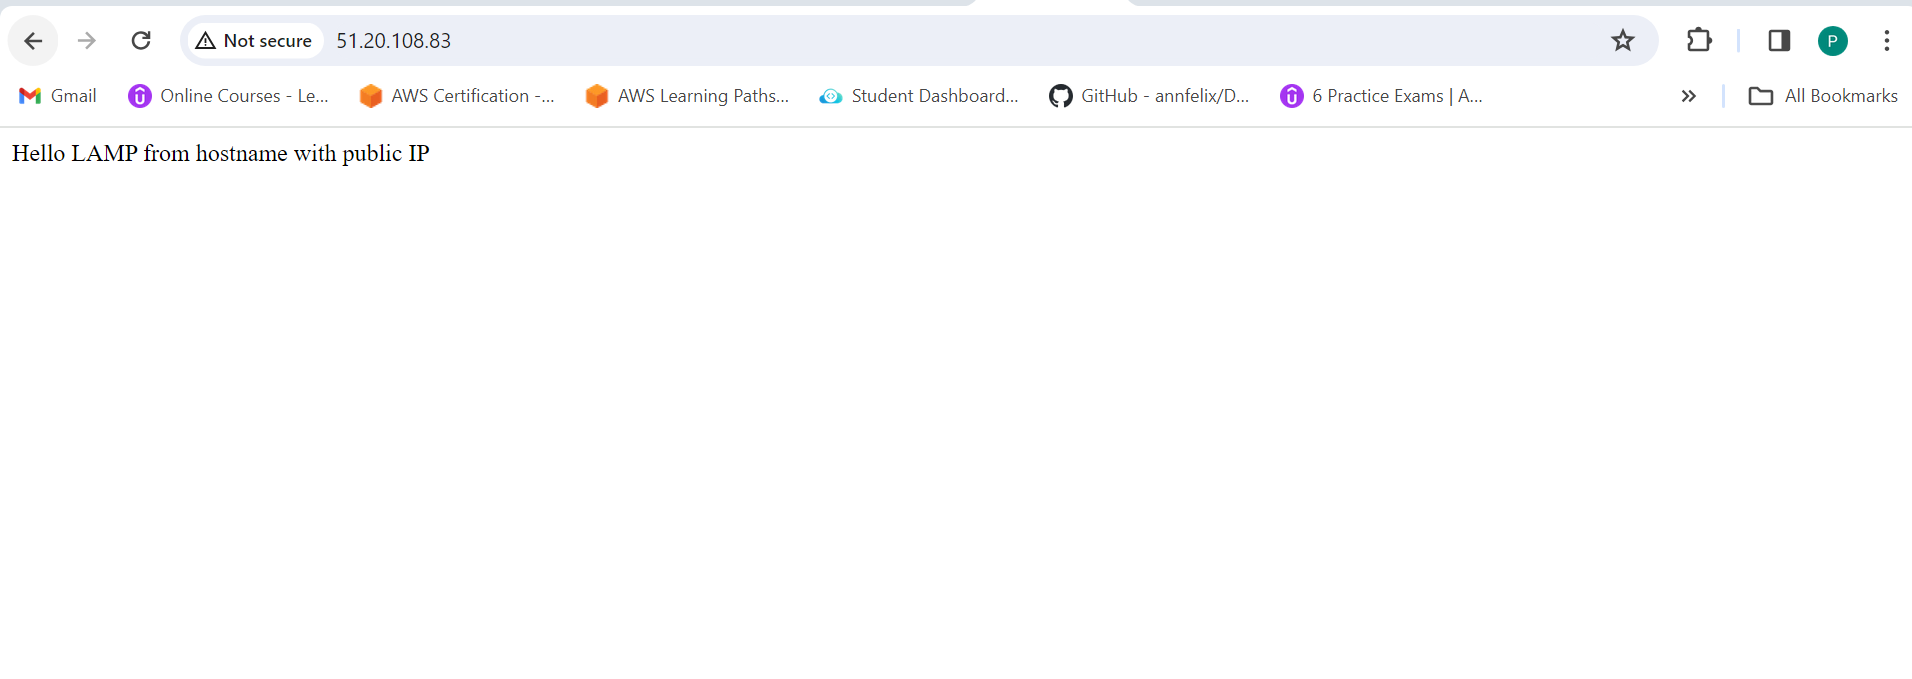 Not secure 51.20.108.83 P
Gmail Online Courses - Le... AWS Certification -... AWS Learning Paths... Student Dashboard... GitHub - annfelix/D... 6 Practice Exams | A... All Bookmarks
Hello LAMP from hostname with public IP